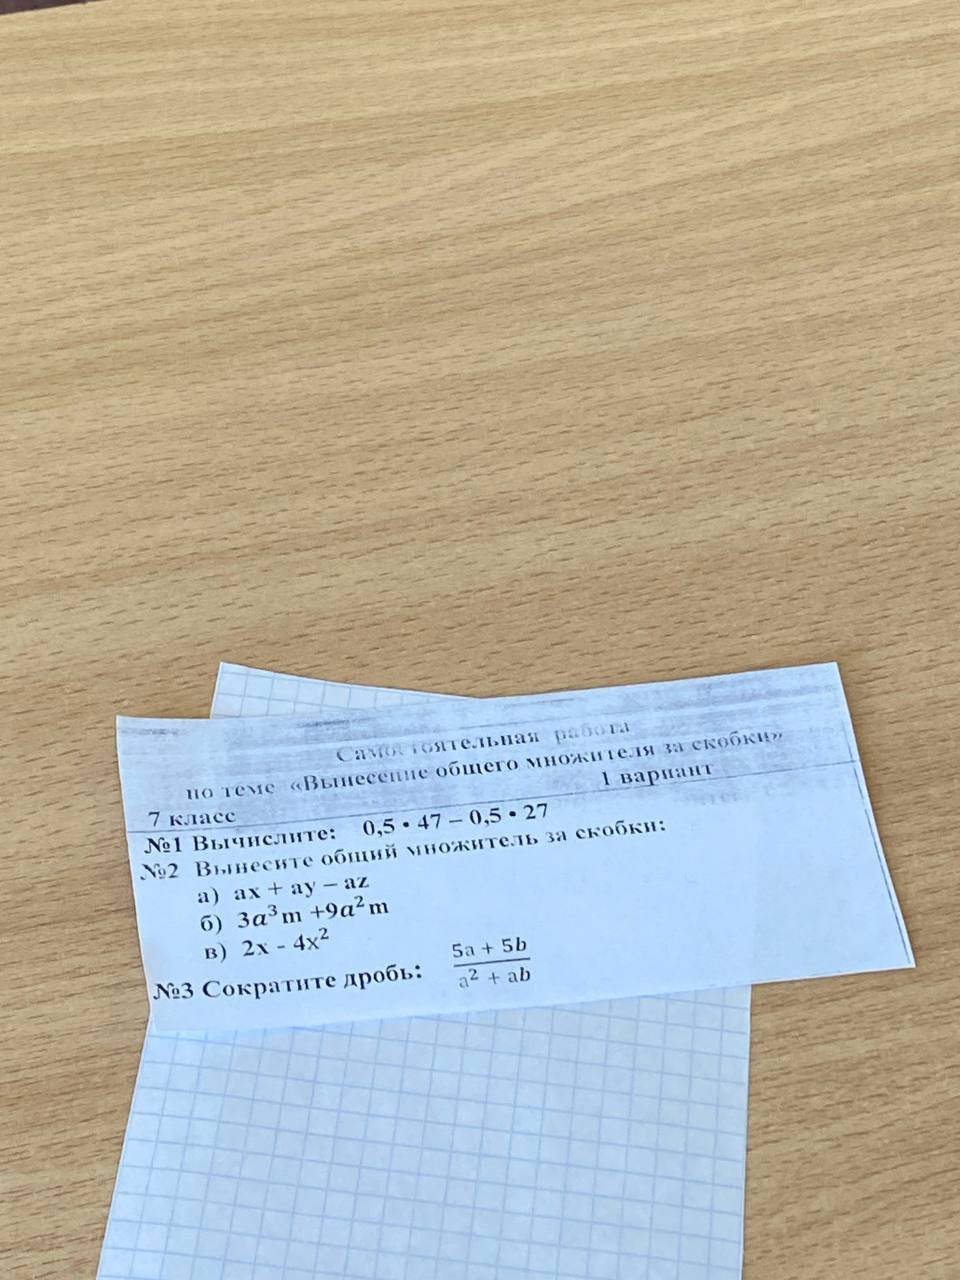 Самостоятельная работа
по теме «Вынесение общего множителя за скобки»
7 класс 1 вариант
№1 Вычислите: 0,5 • 47 – 0,5 • 27
№2 Вынесите общий множитель за скобки:
а) ax + ay – az
б) 3a³m +9a²m
в) 2x - 4x²
№3 Сократите дробь: 5a + 5b
a² + ab